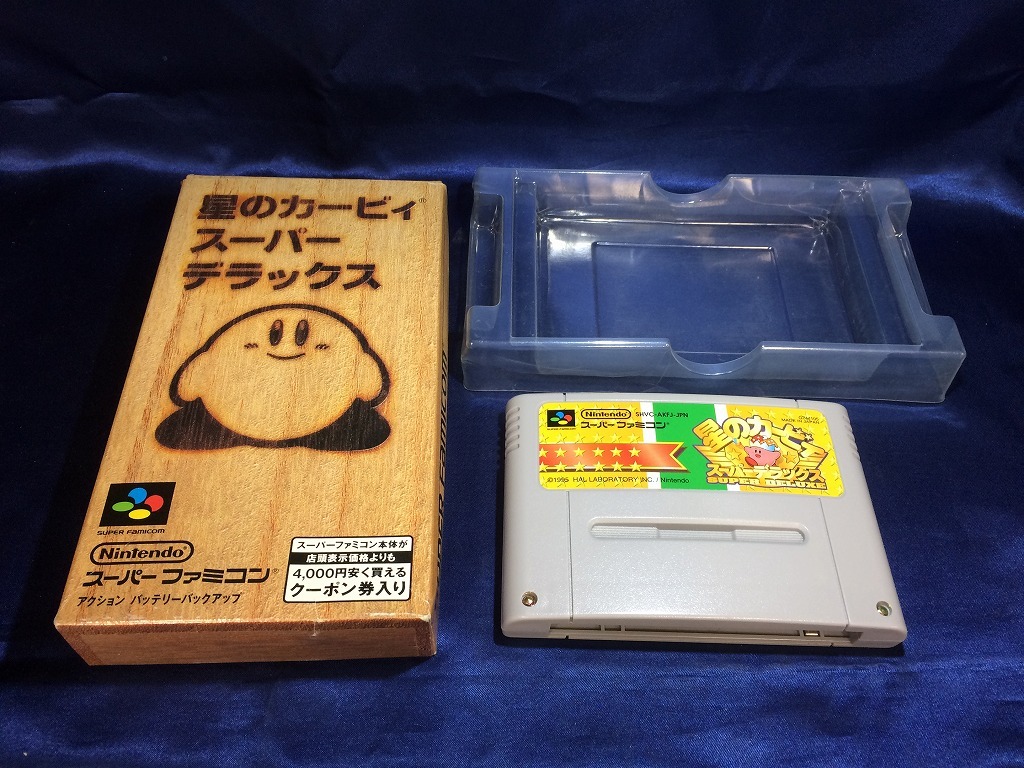 星のカービィ®
スーパー
デラックス
SUPER FAMICOM
Nintendo®
スーパーファミコン®
アクション バッテリーバックアップ
スーパーファミコン本体が
店頭表示価格よりも
4,000円安く買える
クーポン券入り
Nintendo® SHVC-AKFJ-JPN
SUPER FAMICOM
スーパーファミコン®
MADE IN JAPAN
星のカービィ
スーパーデラックス
SUPER DELUXE
©1995 HAL LABORATORY INC. / Nintendo